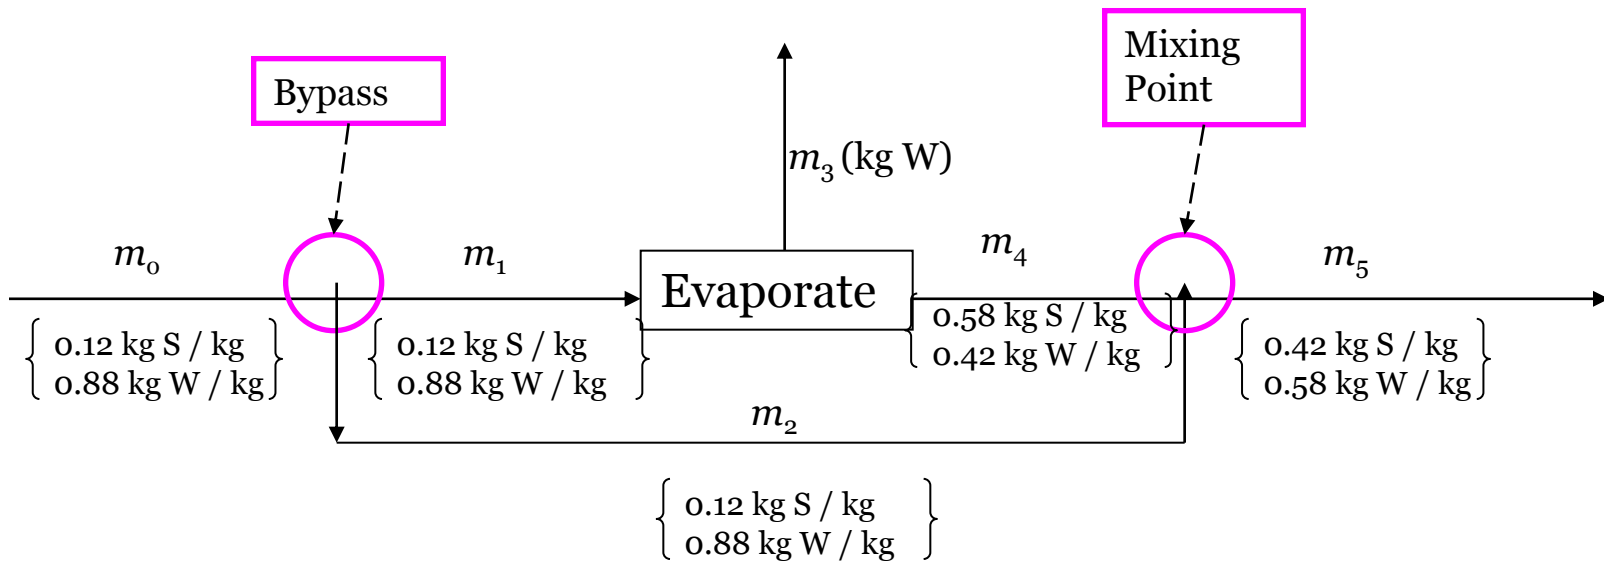 Mixing
Point
Bypass
m₃ (kg W)
m₀
m₁
m₄
m₅
Evaporate
0.12 kg S / kg
0.88 kg W / kg
0.12 kg S / kg
0.88 kg W / kg
0.58 kg S / kg
0.42 kg W / kg
0.42 kg S / kg
0.58 kg W / kg
m₂
0.12 kg S / kg
0.88 kg W / kg